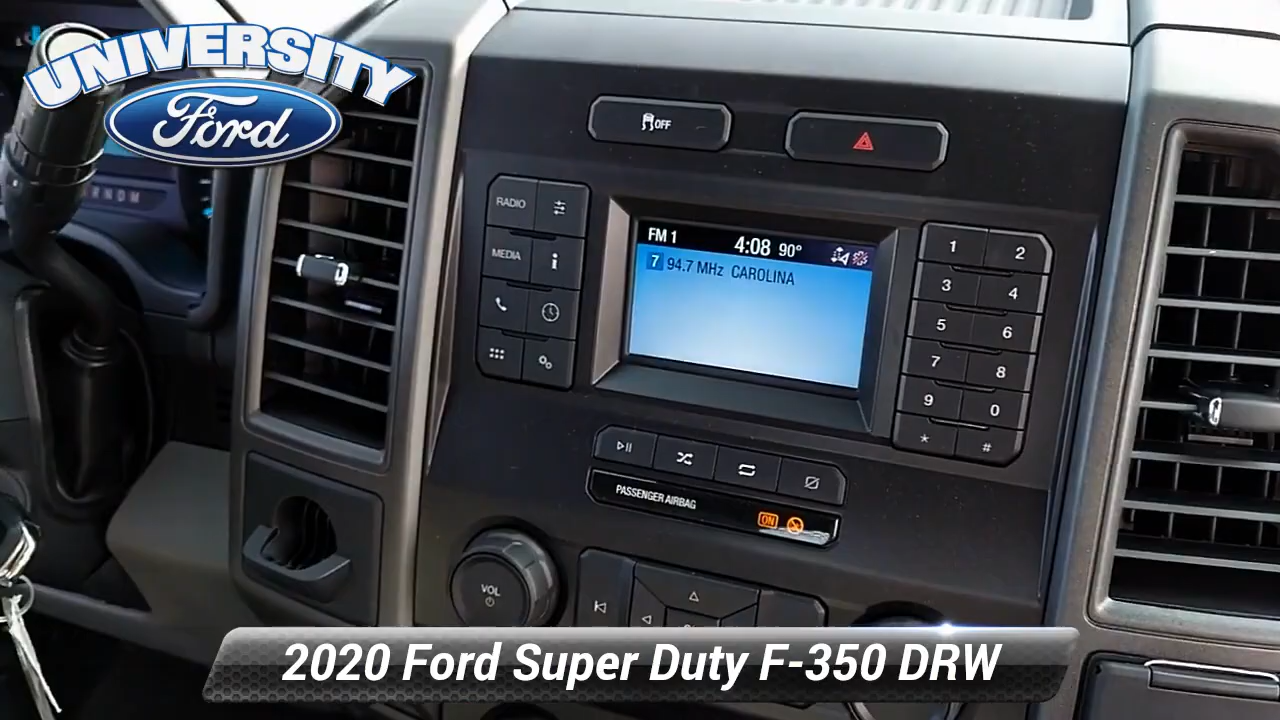 UNIVERSITY
Ford
RNDM
OFF
RADIO
MEDIA
FM 1 4:08 90°
7 94.7 MHz CAROLINA
1 2
3 4
5 6
7 8
9 0
* #
PASSENGER AIRBAG
ON
VOL
2020 Ford Super Duty F-350 DRW